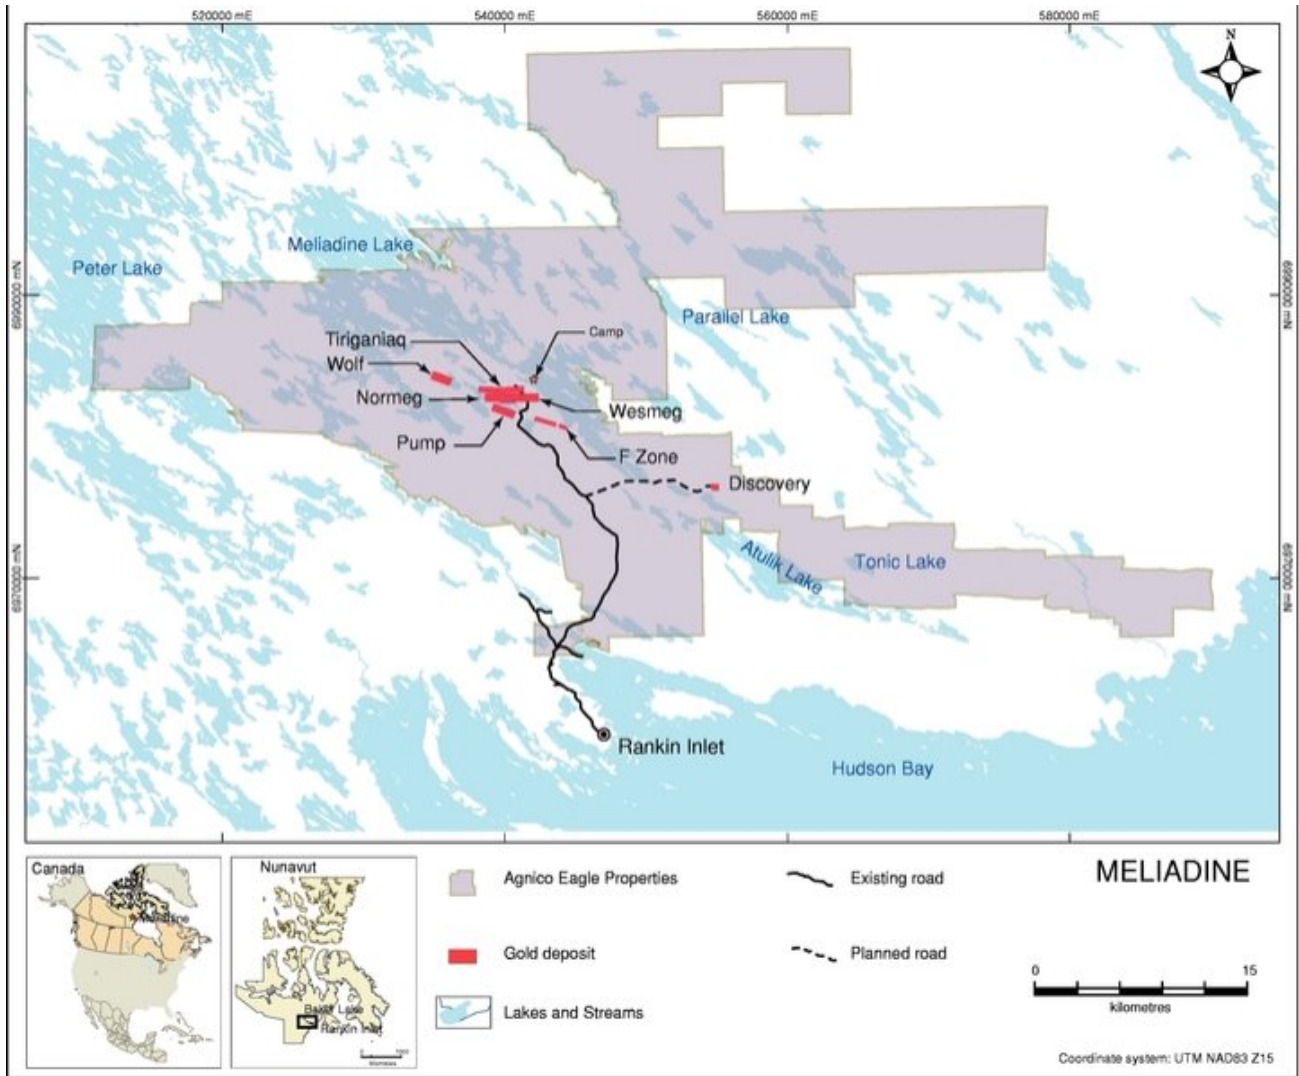 520000 mE
540000 mE
560000 mE
580000 mE
N
Meliadine Lake
Peter Lake
6990000 mN
6990000 mN
Parallel Lake
Camp
Tiriganiaq
Wolf
Normeg
Wesmeg
Pump
F Zone
Discovery
Atulik Lake
Tonic Lake
6970000 mN
6970000 mN
Rankin Inlet
Hudson Bay
Canada
Meliadine
Nunavut
Baker Lake
Rankin Inlet
kilometres
Agnico Eagle Properties
Gold deposit
Lakes and Streams
Existing road
Planned road
MELIADINE
0 15
kilometres
Coordinate system: UTM NAD83 Z15